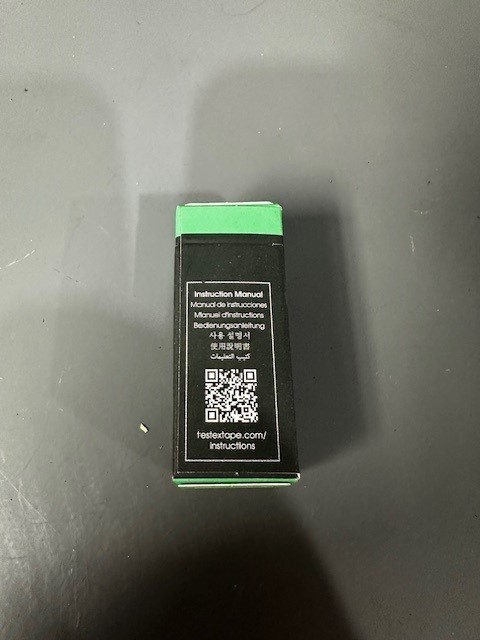 Instruction Manual
Manual de instrucciones
Manuel d'instructions
Bedienungsanleitung
사용 설명서
使用說明書
كتيب التعليمات
testextape.com/
instructions